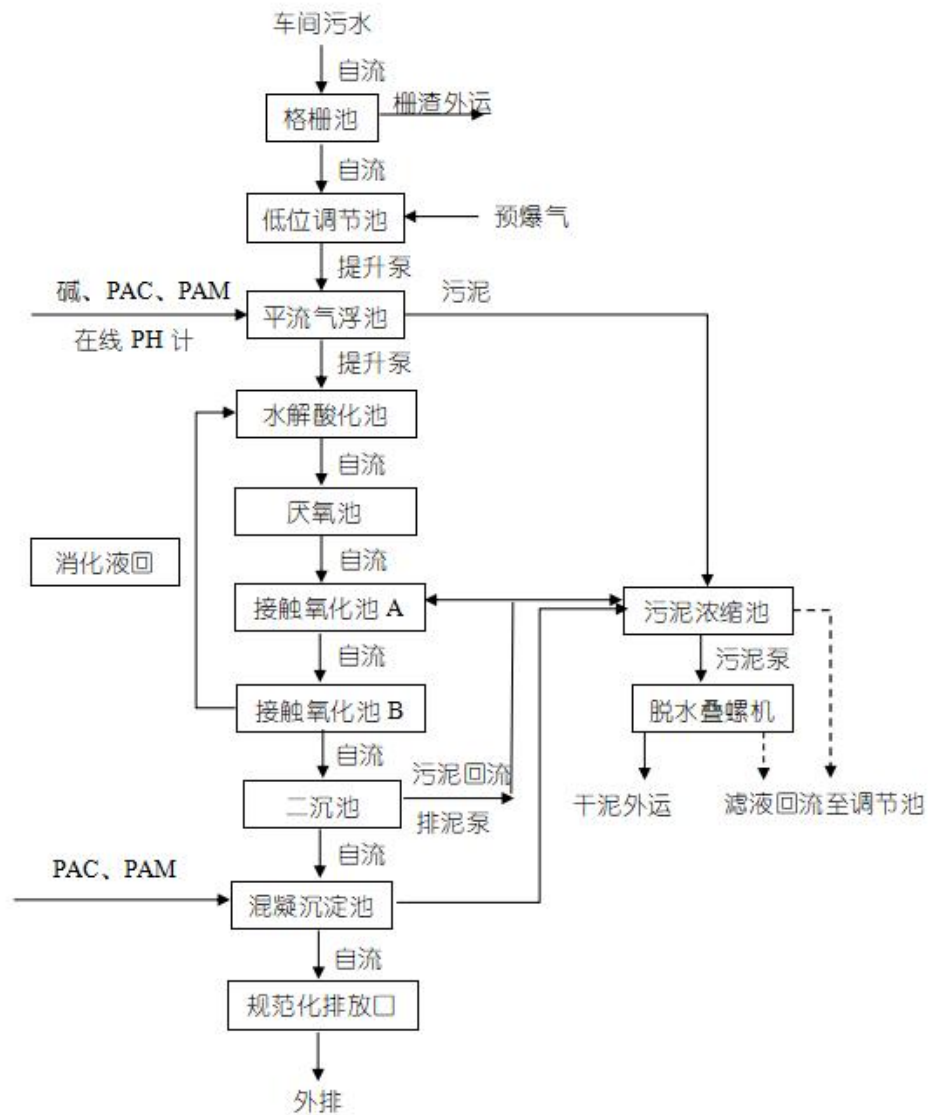 车间污水
自流
格栅池
栅渣外运
自流
低位调节池
预爆气
提升泵
碱、PAC、PAM
污泥
平流气浮池
在线 PH 计
提升泵
水解酸化池
自流
厌氧池
自流
消化液回
接触氧化池 A
污泥浓缩池
自流
污泥泵
接触氧化池 B
脱水叠螺机
自流
污泥回流
二沉池
排泥泵
干泥外运
滤液回流至调节池
自流
PAC、PAM
混凝沉淀池
自流
规范化排放口
外排